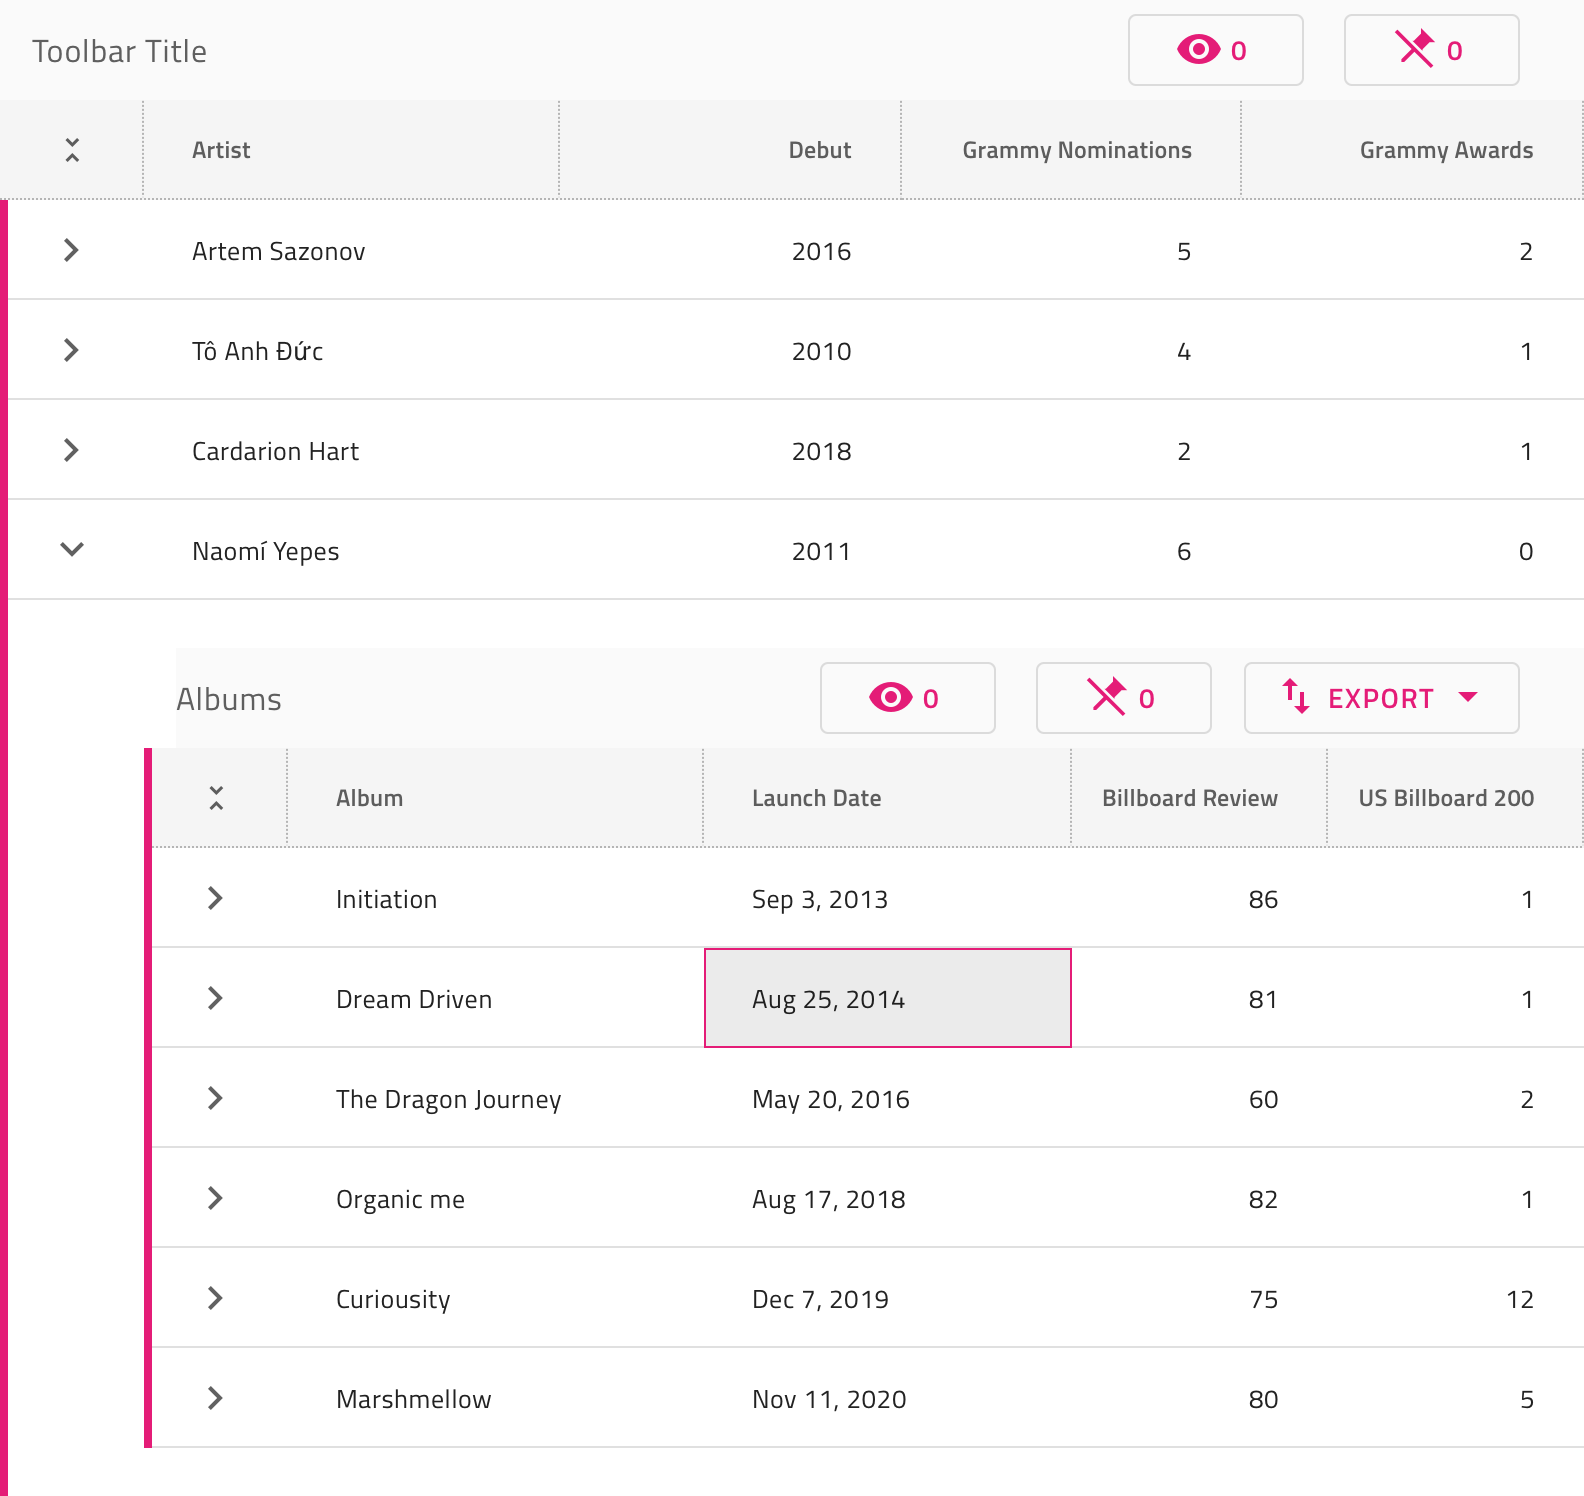 Toolbar Title 0 0
Artist Debut Grammy Nominations Grammy Awards
Artem Sazonov 2016 5 2
Tô Anh Đức 2010 4 1
Cardarion Hart 2018 2 1
Naomí Yepes 2011 6 0
Albums 0 0 EXPORT
Album Launch Date Billboard Review US Billboard 200
Initiation Sep 3, 2013 86 1
Dream Driven Aug 25, 2014 81 1
The Dragon Journey May 20, 2016 60 2
Organic me Aug 17, 2018 82 1
Curiousity Dec 7, 2019 75 12
Marshmellow Nov 11, 2020 80 5